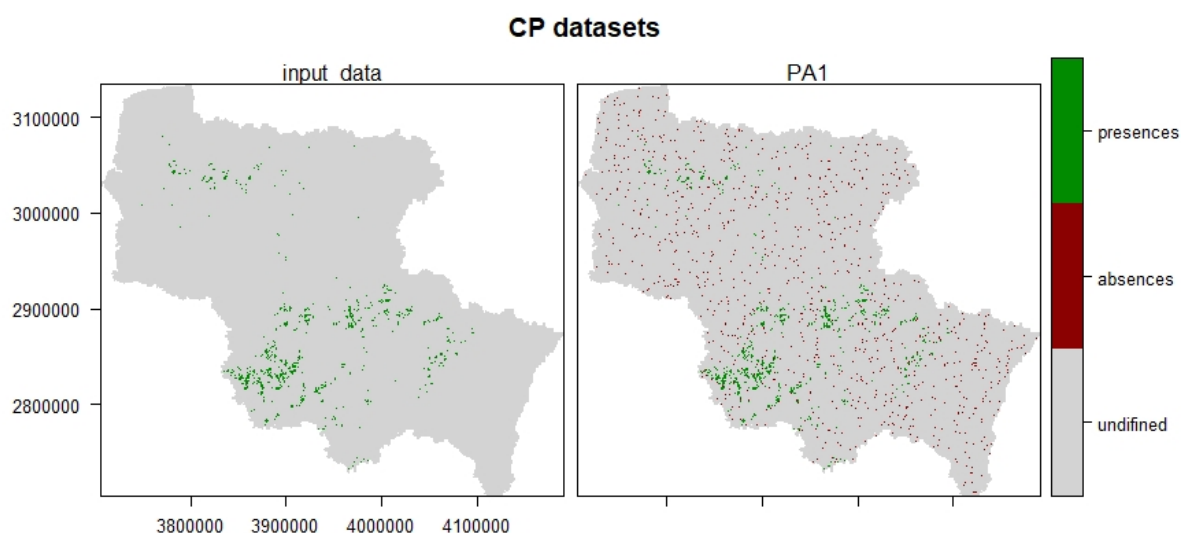 CP datasets
input_data
PA1
3100000
3000000
2900000
2800000
3800000
3900000
4000000
4100000
presences
absences
undifined